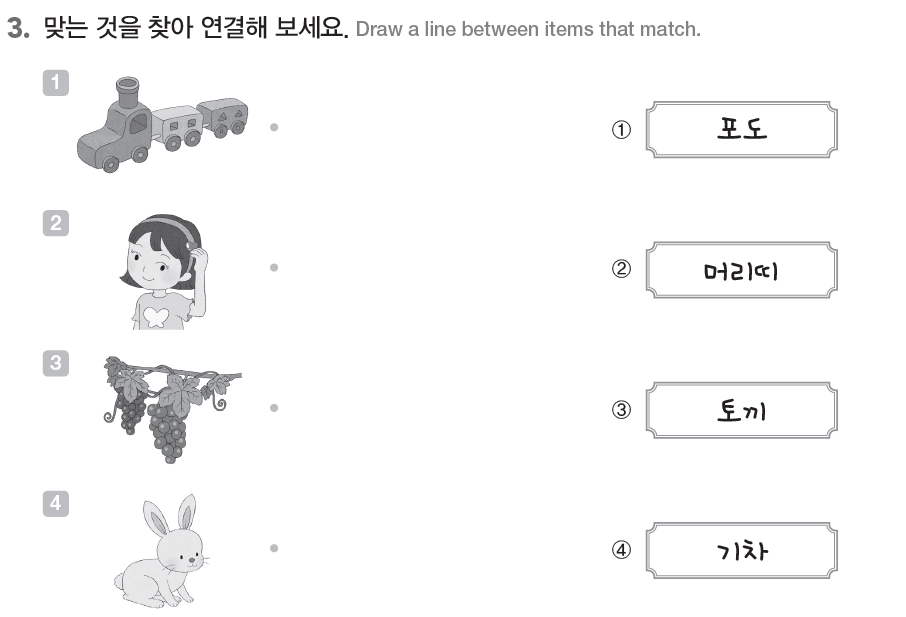 3. 맞는 것을 찾아 연결해 보세요. Draw a line between items that match.
1
① 포도
2
② 머리띠
3
③ 토끼
4
④ 기차